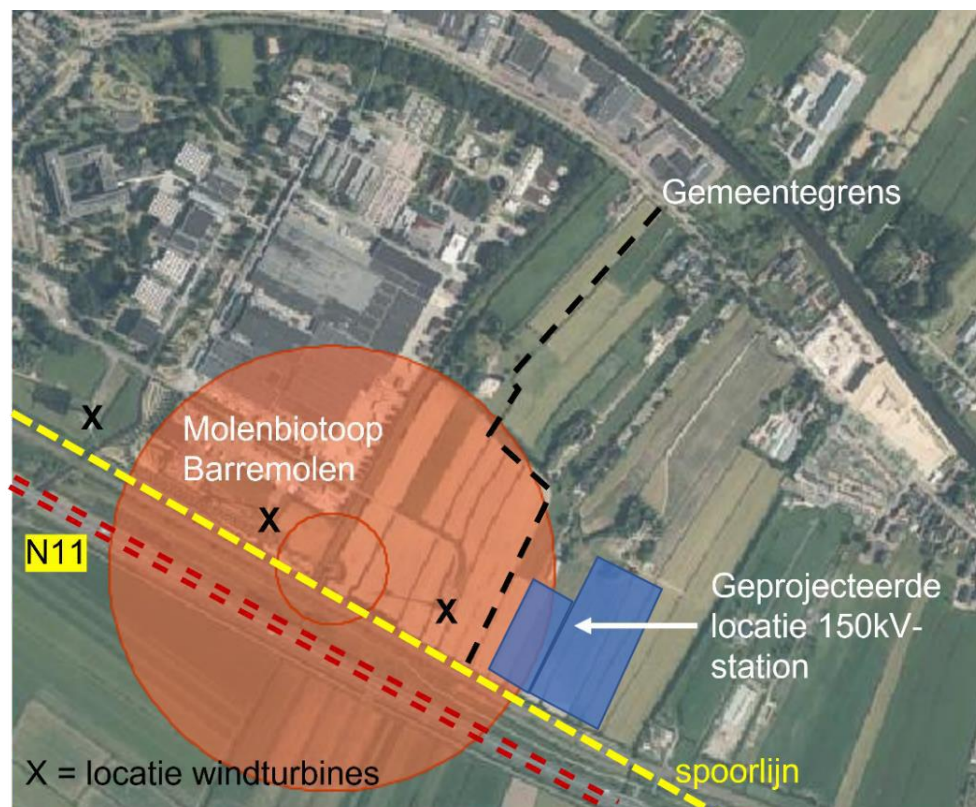 Gemeentegrens
X
Molenbiotoop
Barremolen
X
N11
X
Geprojecteerde
locatie 150kV-
station
X = locatie windturbines
spoorlijn